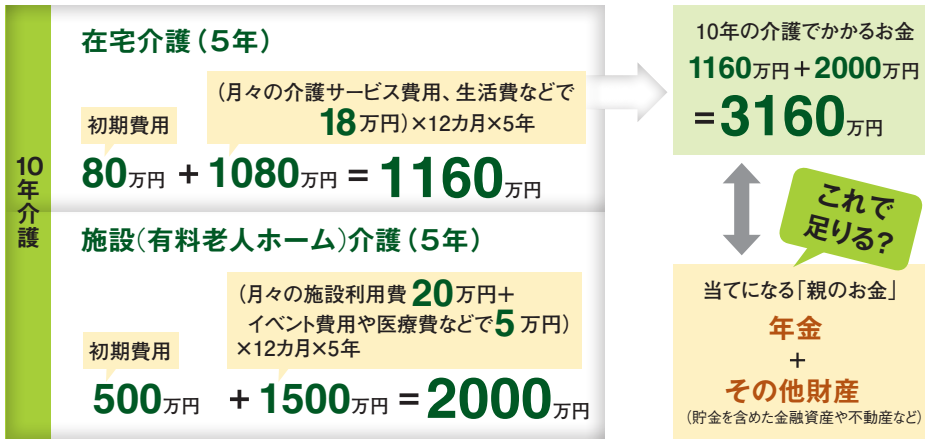 10年介護
在宅介護（5年）
（月々の介護サービス費用、生活費などで
18万円）×12カ月×5年
初期費用
80万円 + 1080万円 = 1160万円
施設（有料老人ホーム）介護（5年）
（月々の施設利用費20万円＋
イベント費用や医療費などで5万円）
×12カ月×5年
初期費用
500万円 + 1500万円 = 2000万円
10年の介護でかかるお金
1160万円＋2000万円
＝3160万円
これで
足りる？
当てになる「親のお金」
年金
+
その他財産
（貯金を含めた金融資産や不動産など）